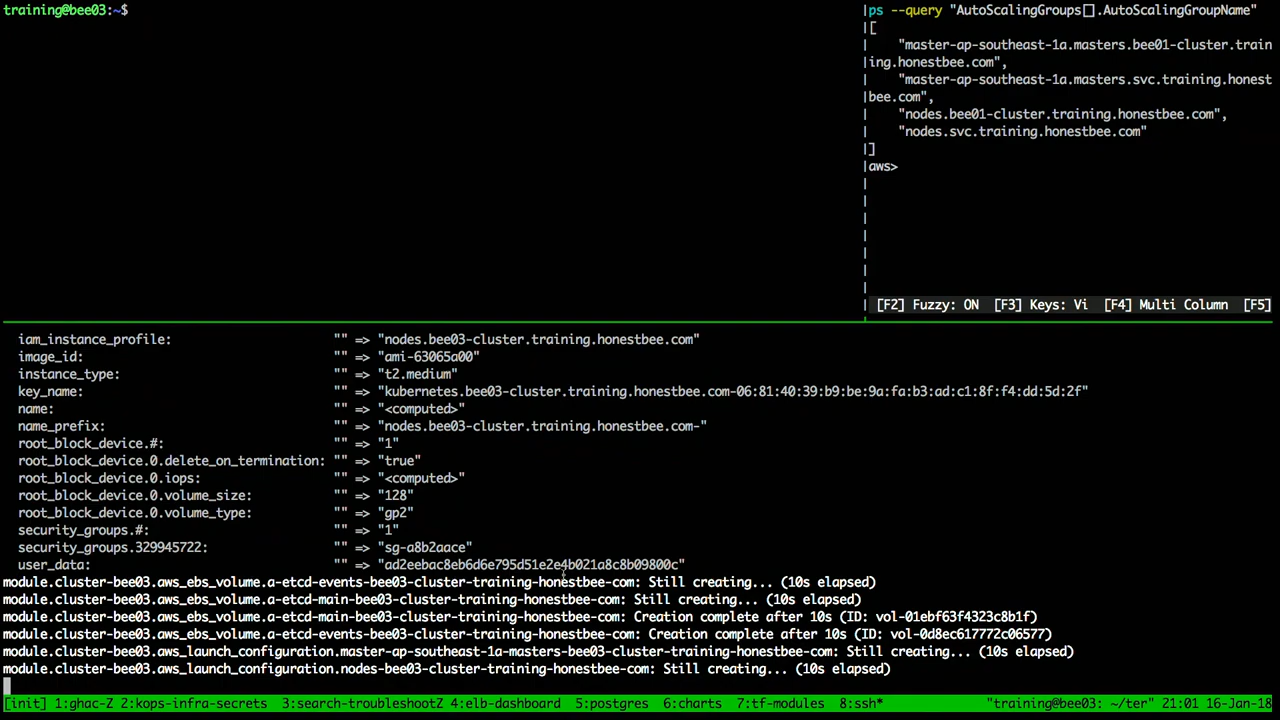 training@bee03:~$
ps --query "AutoScalingGroups[].AutoScalingGroupName"
[
"master-ap-southeast-1a.masters.bee01-cluster.train
ing.honestbee.com",
"master-ap-southeast-1a.masters.svc.training.honest
bee.com",
"nodes.bee01-cluster.training.honestbee.com",
"nodes.svc.training.honestbee.com"
]
aws>
[F2] Fuzzy: ON [F3] Keys: Vi [F4] Multi Column [F5]
iam_instance_profile: "" => "nodes.bee03-cluster.training.honestbee.com"
image_id: "" => "ami-63065a00"
instance_type: "" => "t2.medium"
key_name: "" => "kubernetes.bee03-cluster.training.honestbee.com-06:81:40:39:b9:be:9a:fa:b3:ad:c1:8f:f4:dd:5d:2f"
name: "" => "<computed>"
name_prefix: "" => "nodes.bee03-cluster.training.honestbee.com-"
root_block_device.#: "" => "1"
root_block_device.0.delete_on_termination: "" => "true"
root_block_device.0.iops: "" => "<computed>"
root_block_device.0.volume_size: "" => "128"
root_block_device.0.volume_type: "" => "gp2"
security_groups.#: "" => "1"
security_groups.329945722: "" => "sg-a8b2aace"
user_data: "" => "ad2eebac8eb6d6e795d51e2e4b021a8c8b09800c"
module.cluster-bee03.aws_ebs_volume.a-etcd-events-bee03-cluster-training-honestbee-com: Still creating... (10s elapsed)
module.cluster-bee03.aws_ebs_volume.a-etcd-main-bee03-cluster-training-honestbee-com: Still creating... (10s elapsed)
module.cluster-bee03.aws_ebs_volume.a-etcd-main-bee03-cluster-training-honestbee-com: Creation complete after 10s (ID: vol-01ebf63f4323c8b1f)
module.cluster-bee03.aws_ebs_volume.a-etcd-events-bee03-cluster-training-honestbee-com: Creation complete after 10s (ID: vol-0d8ec617772c06577)
module.cluster-bee03.aws_launch_configuration.master-ap-southeast-1a-masters-bee03-cluster-training-honestbee-com: Still creating... (10s elapsed)
module.cluster-bee03.aws_launch_configuration.nodes-bee03-cluster-training-honestbee-com: Still creating... (10s elapsed)
[init] 1:ghac-Z 2:kops-infra-secrets 3:search-troubleshootZ 4:elb-dashboard 5:postgres 6:charts 7:tf-modules 8:ssh* "training@bee03: ~/ter" 21:01 16-Jan-18